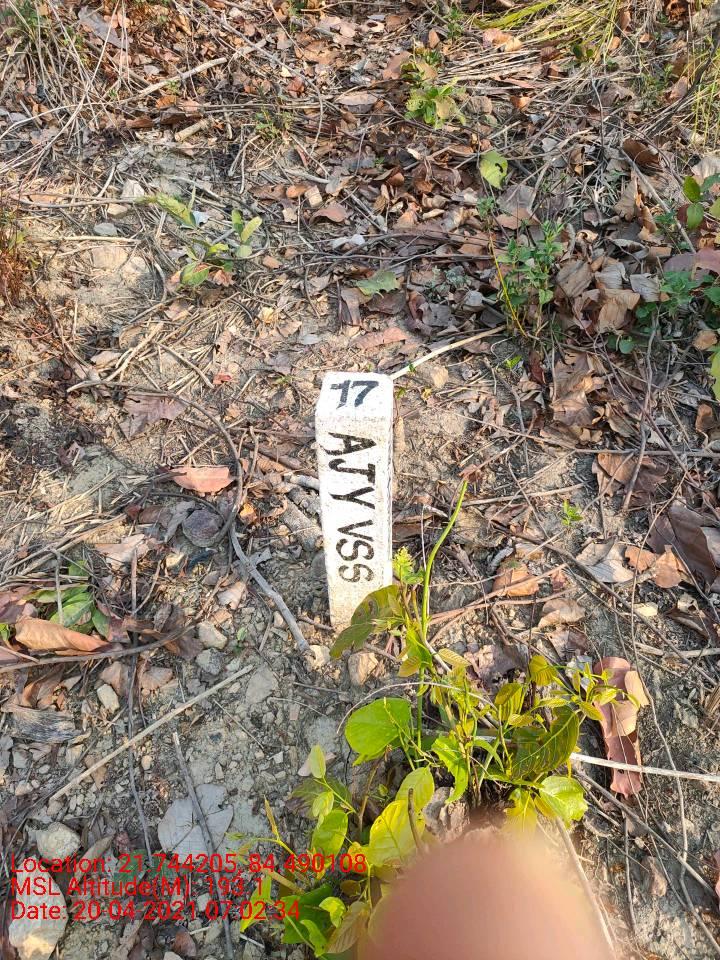 17
AJY VSS
Location: 21.744205, 84.490108
MSL Altitude(M): 193.1
Date: 20-04-2021 07:02:34